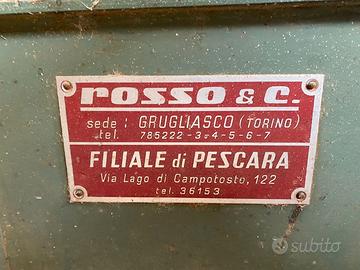 rosso & C.
sede : GRUGLIASCO (TORINO)
tel. 785222-3-4-5-6-7
FILIALE di PESCARA
Via Lago di Campotosto, 122
tel. 36153
subito